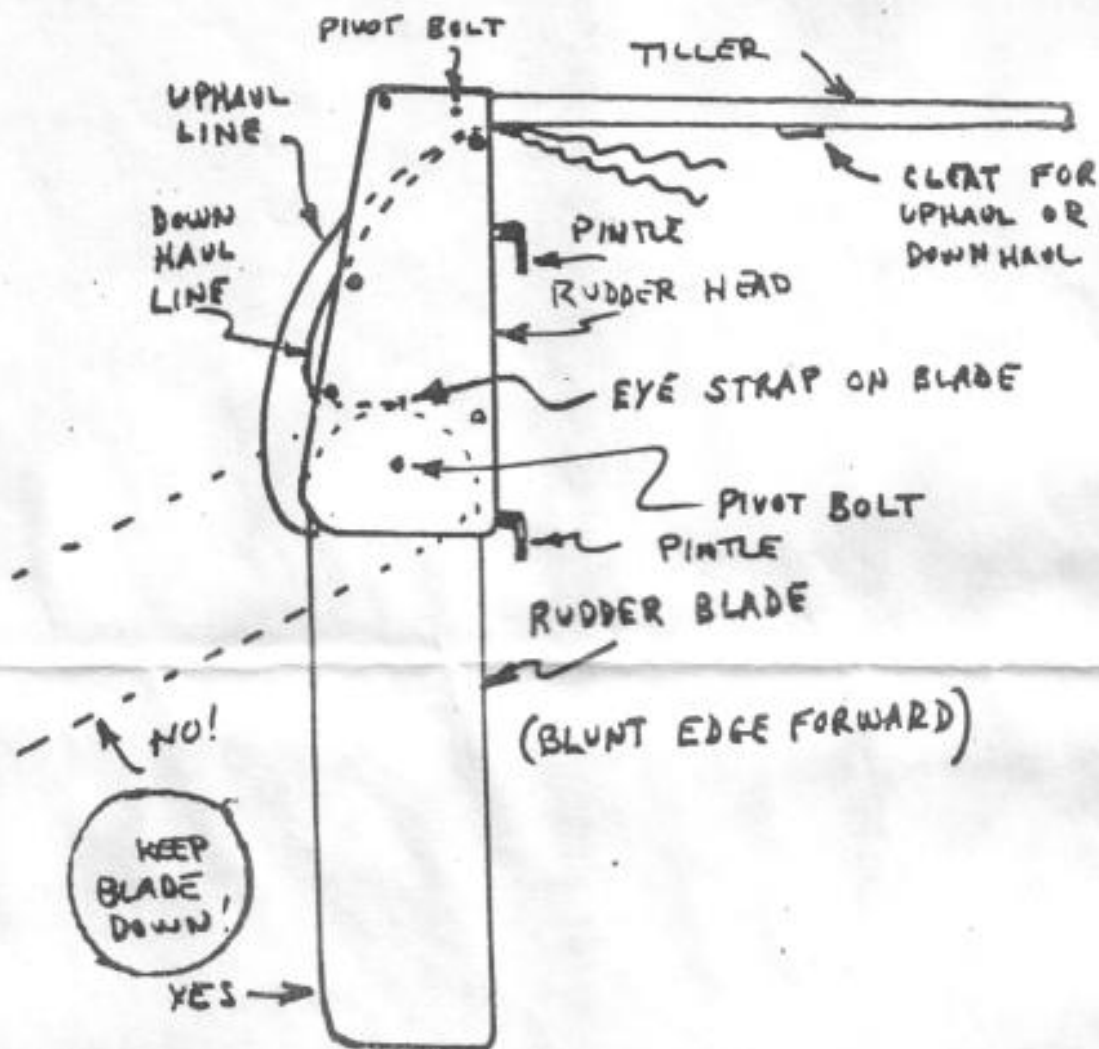 PIVOT BOLT
TILLER
UPHAUL
LINE
DOWN
HAUL
LINE
CLEAT FOR
UPHAUL OR
DOWNHAUL
PINTLE
RUDDER HEAD
EYE STRAP ON BLADE
PIVOT BOLT
PINTLE
RUDDER BLADE
(BLUNT EDGE FORWARD)
NO!
KEEP
BLADE
DOWN!
YES